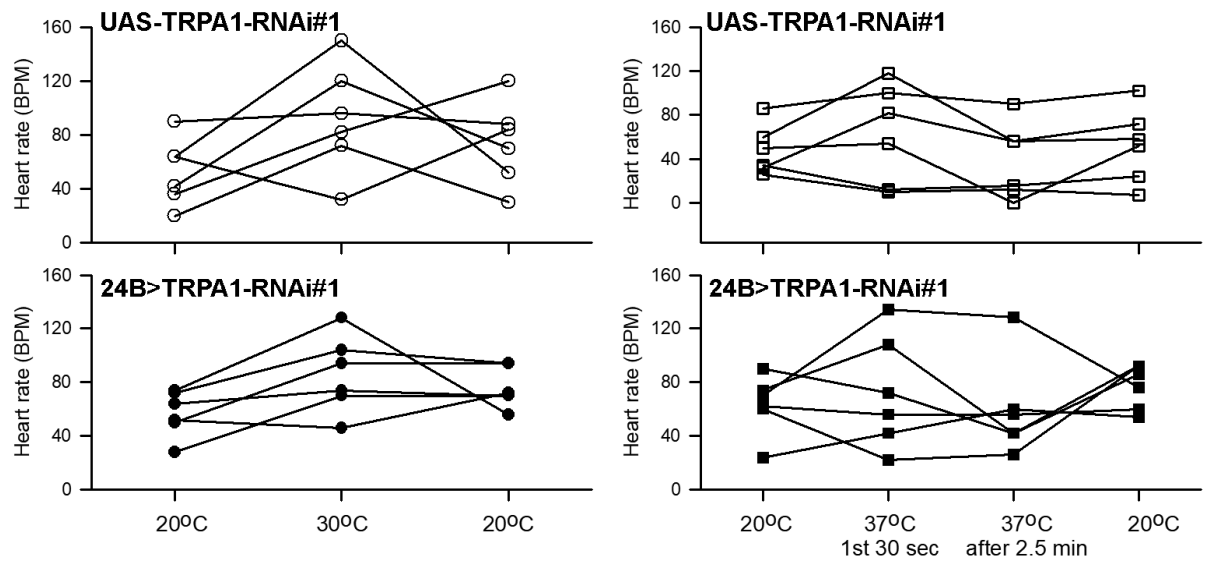 UAS-TRPA1-RNAi#1
160
120
80
40
0
Heart rate (BPM)
UAS-TRPA1-RNAi#1
160
120
80
40
0
Heart rate (BPM)
24B>TRPA1-RNAi#1
160
120
80
40
0
Heart rate (BPM)
20ºC 30ºC 20ºC
24B>TRPA1-RNAi#1
160
120
80
40
0
Heart rate (BPM)
20ºC 37ºC 37ºC 20ºC
1st 30 sec after 2.5 min